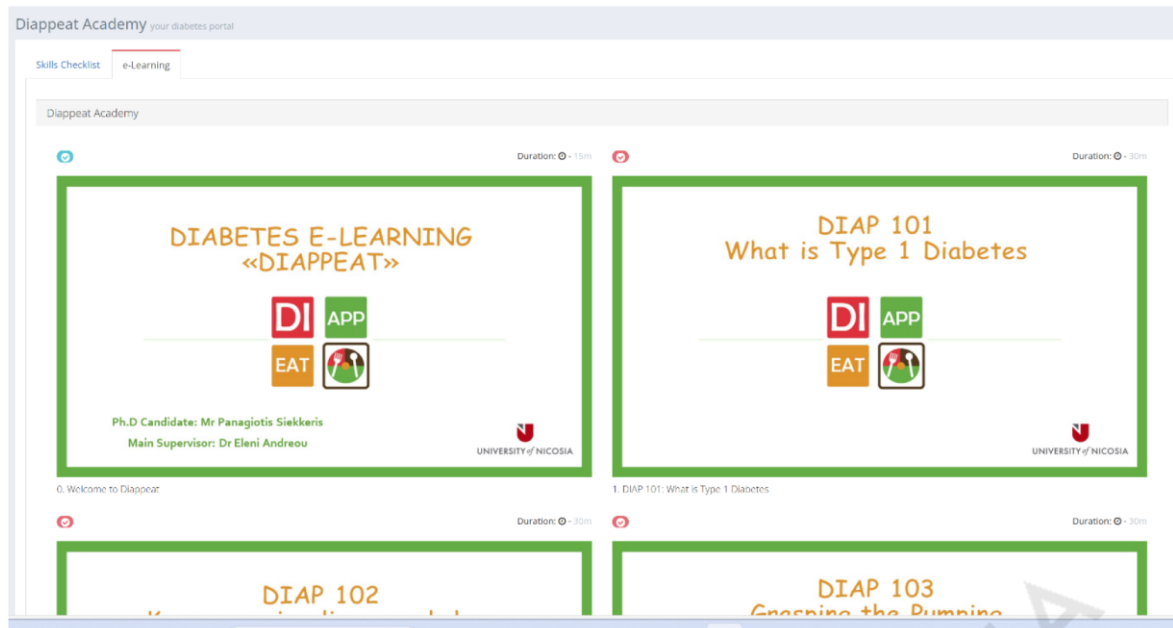 Diappeat Academy your diabetes portal
Skills Checklist e-Learning
Diappeat Academy
Duration: - 15m
Duration: - 30m
DIABETES E-LEARNING
«DIAPPEAT»
DI APP
EAT
Ph.D Candidate: Mr Panagiotis Siekkeris
Main Supervisor: Dr Eleni Andreou
UNIVERSITY of NICOSIA
0. Welcome to Diappeat
DIAP 101
What is Type 1 Diabetes
DI APP
EAT
UNIVERSITY of NICOSIA
1. DIAP 101: What is Type 1 Diabetes
Duration: - 30m
Duration: - 30m
DIAP 102
DIAP 103
Grasping the Pumping